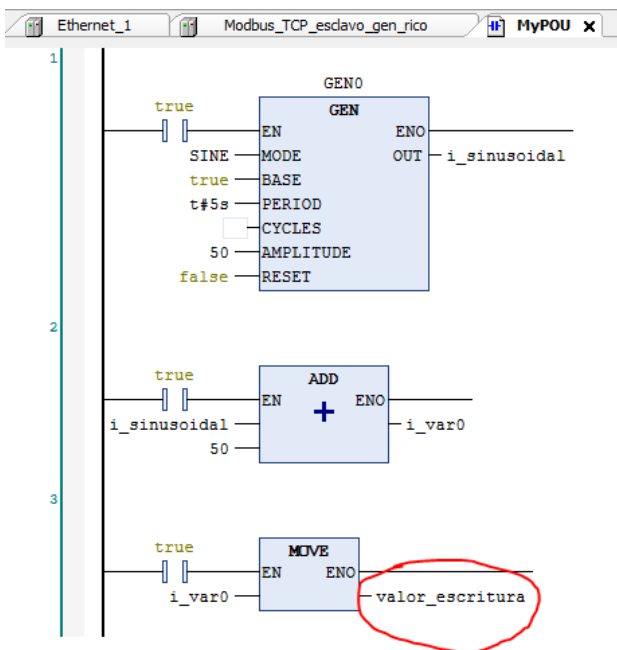 Ethernet_1 Modbus_TCP_esclavo_gen_rico MyPOU X
1
GEN0
true GEN
EN ENO
SINE MODE OUT i_sinusoidal
true BASE
t#5s PERIOD
CYCLES
50 AMPLITUDE
false RESET
2
true ADD
EN ENO
i_sinusoidal + i_var0
50
3
true MOVE
EN ENO
i_var0 valor_escritura